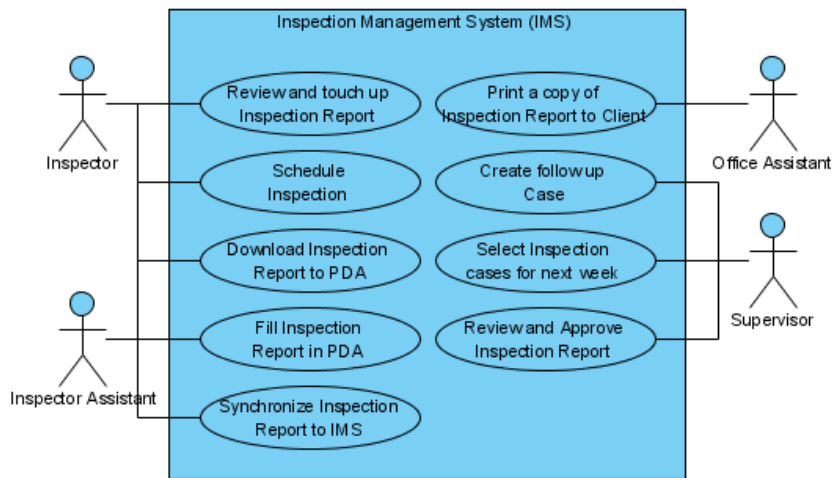 Inspection Management System (IMS)
Review and touch up
Inspection Report
Print a copy of
Inspection Report to Client
Inspector
Office Assistant
Schedule
Inspection
Create follow up
Case
Download Inspection
Report to PDA
Select Inspection
cases for next week
Supervisor
Fill Inspection
Report in PDA
Review and Approve
Inspection Report
Inspector Assistant
Synchronize Inspection
Report to IMS